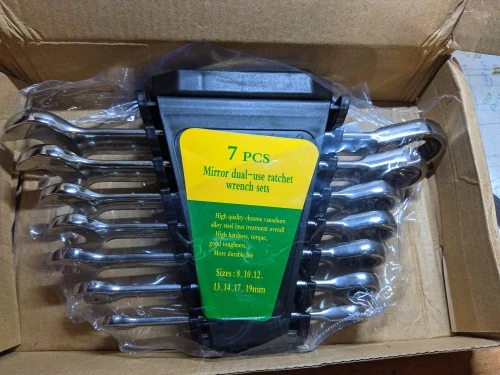 7 PCS
Mirror dual-use ratchet
wrench sets
High quality chrome vanadium
alloy steel heat treatment overall
High hardness, torque,
good toughness,
More durable life
Sizes: 8.10.12.
13.14.17.19mm